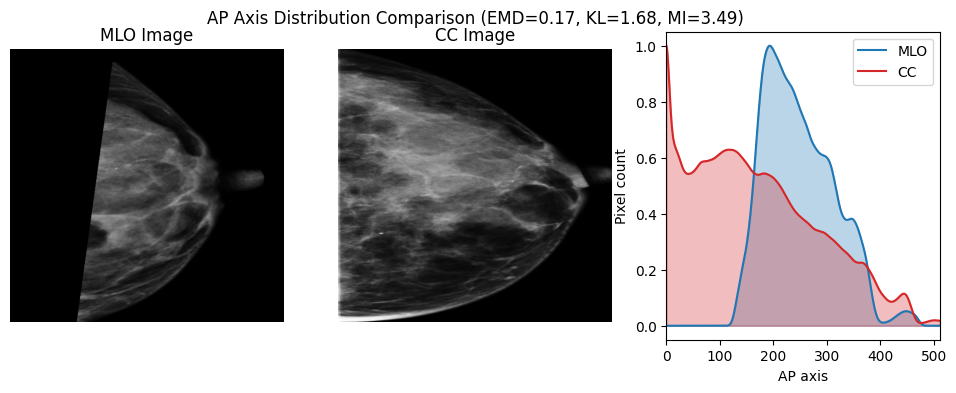 AP Axis Distribution Comparison (EMD=0.17, KL=1.68, MI=3.49)
MLO Image
CC Image
MLO
CC
Pixel count
1.0
0.8
0.6
0.4
0.2
0.0
0 100 200 300 400 500
AP axis